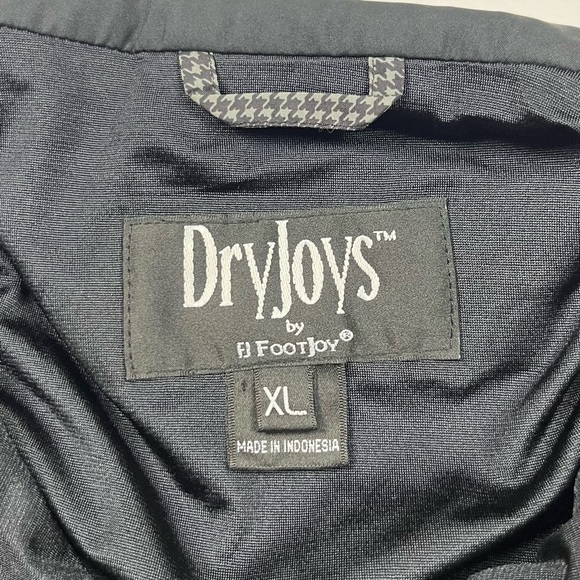 DryJoys™
by
FJ FootJoy®
XL
MADE IN INDONESIA